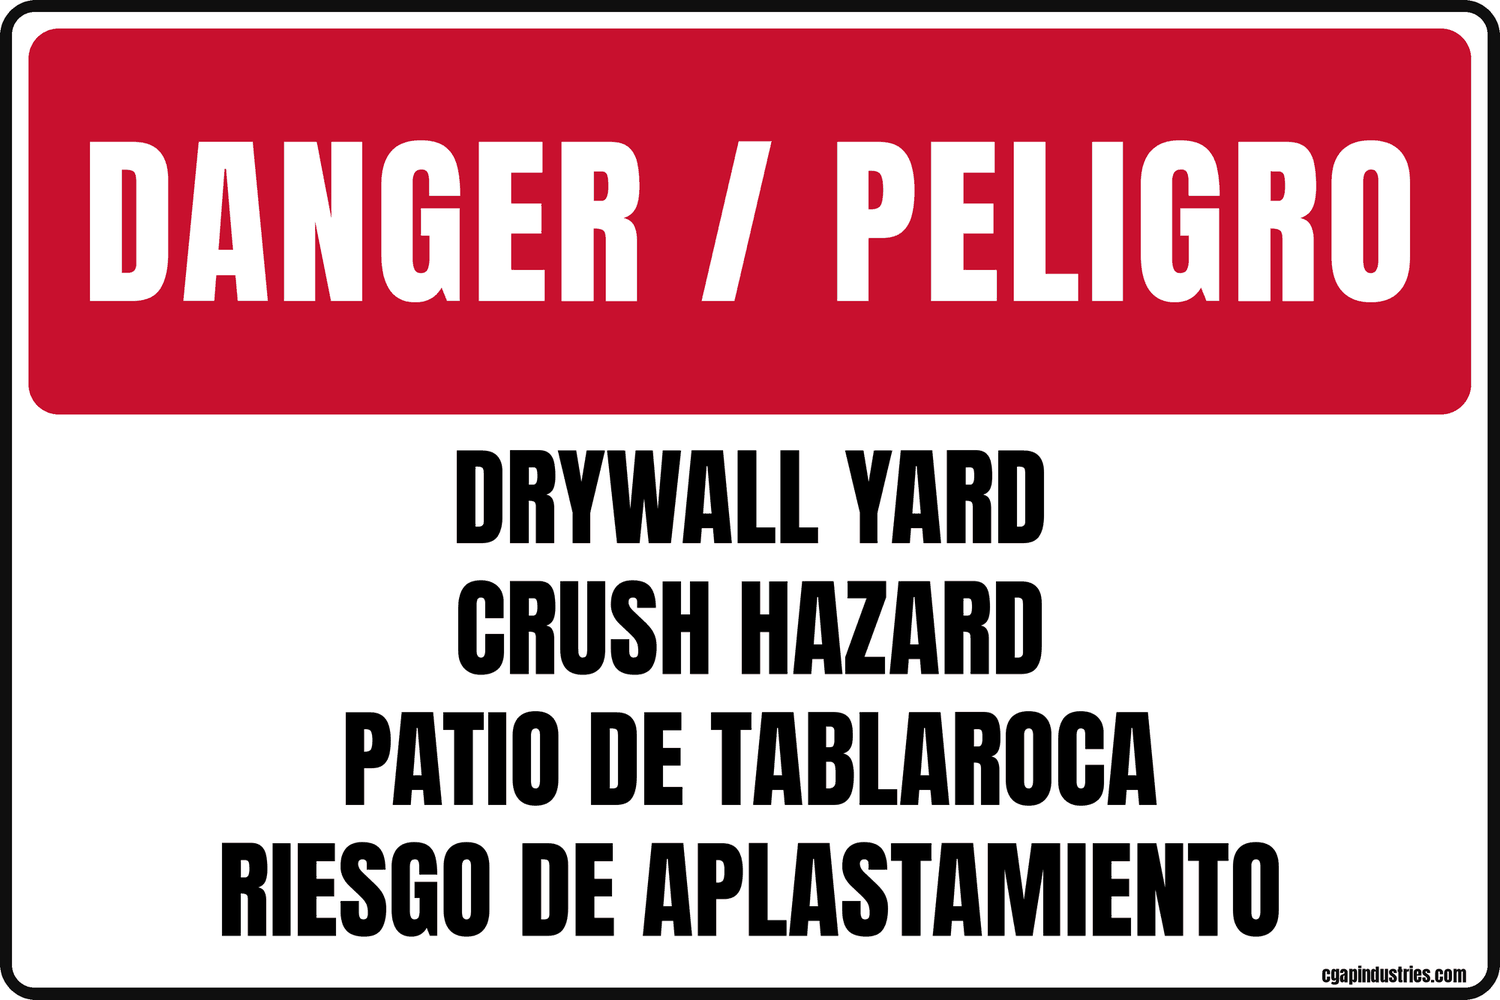 DANGER / PELIGRO
DRYWALL YARD
CRUSH HAZARD
PATIO DE TABLAROCA
RIESGO DE APLASTAMIENTO
cgapindustries.com